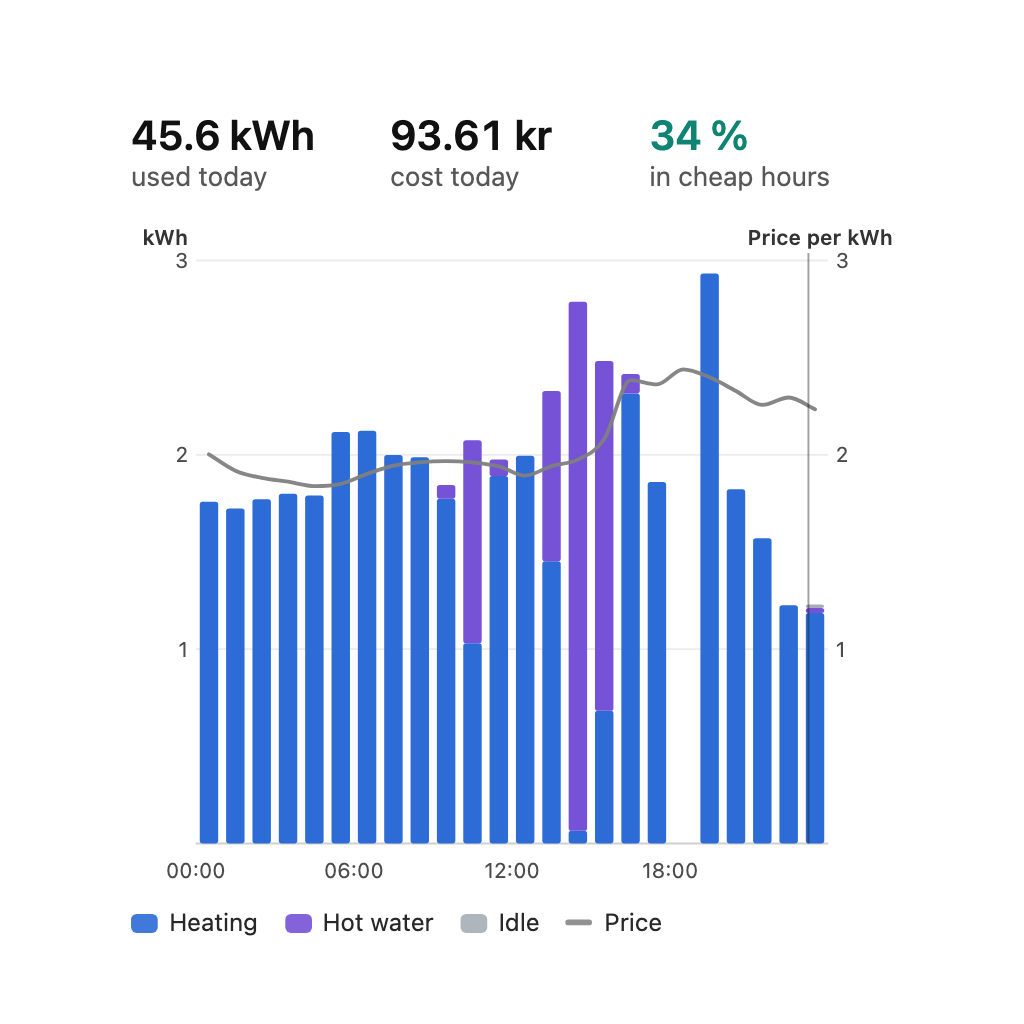 45.6 kWh 93.61 kr 34 %
used today cost today in cheap hours
kWh Price per kWh
3 3
2 2
1 1
00:00 06:00 12:00 18:00
Heating Hot water Idle Price